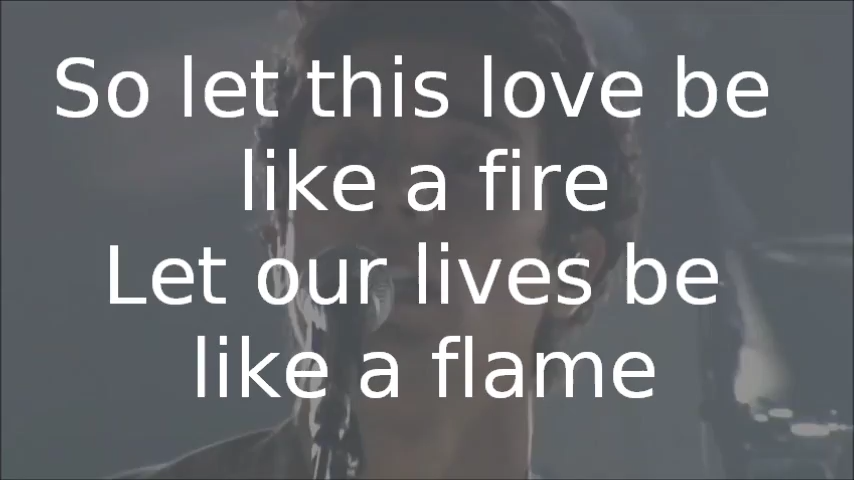 So let this love be
like a fire
Let our lives be
like a flame